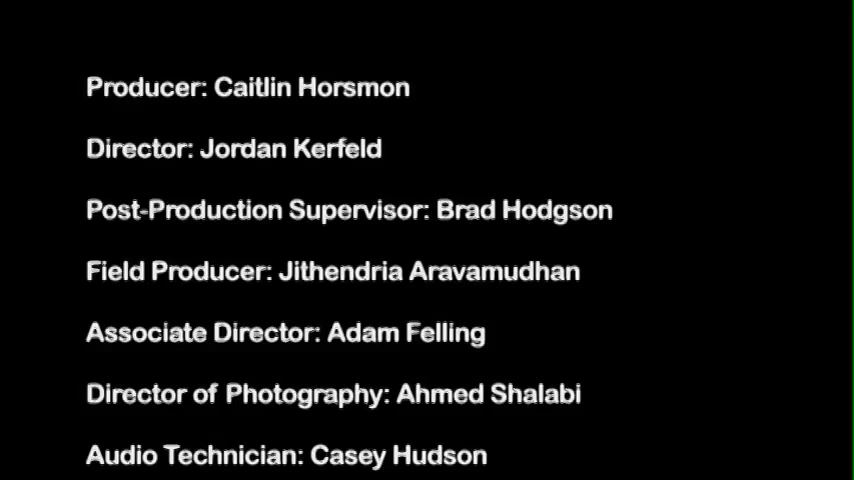 Producer: Caitlin Horsmon
Director: Jordan Kerfeld
Post-Production Supervisor: Brad Hodgson
Field Producer: Jithendria Aravamudhan
Associate Director: Adam Felling
Director of Photography: Ahmed Shalabi
Audio Technician: Casey Hudson